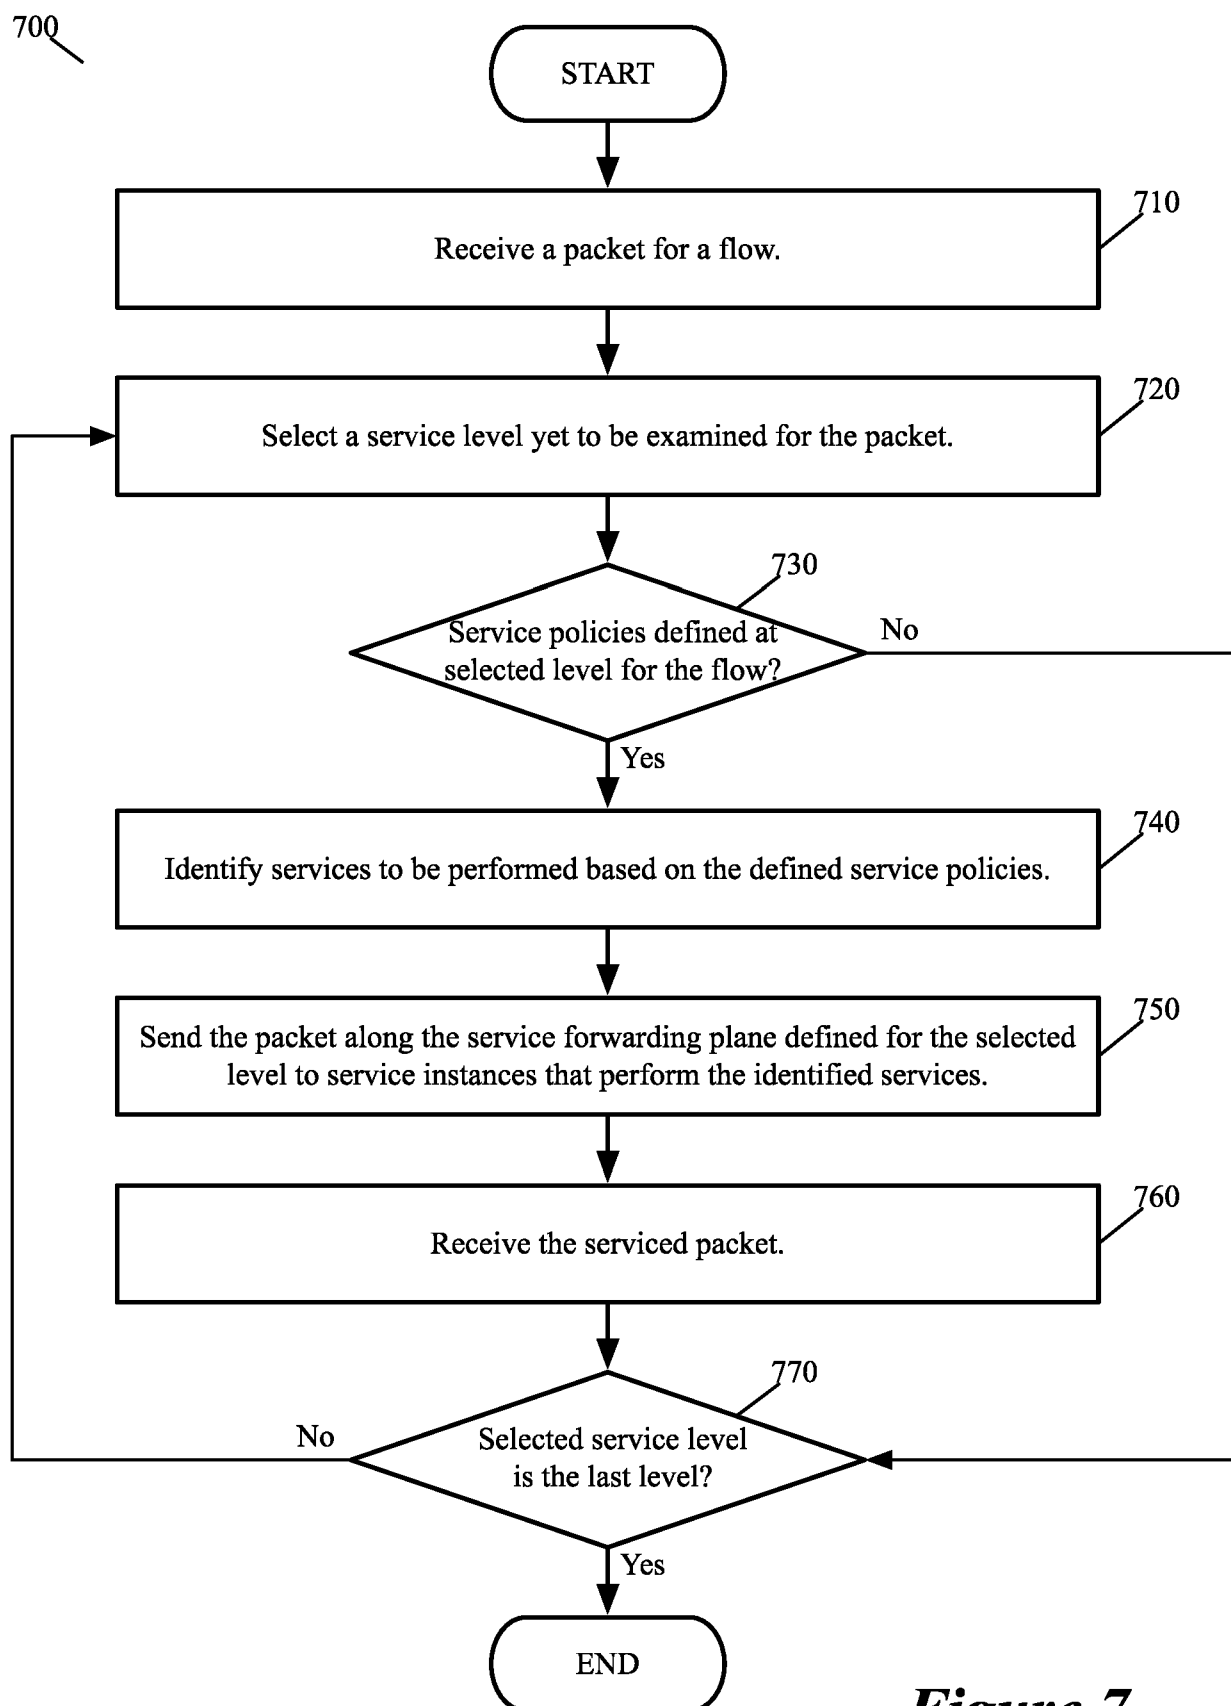 700
START
710
Receive a packet for a flow.
720
Select a service level yet to be examined for the packet.
730
Service policies defined at
selected level for the flow?
No
Yes
740
Identify services to be performed based on the defined service policies.
750
Send the packet along the service forwarding plane defined for the selected
level to service instances that perform the identified services.
760
Receive the serviced packet.
770
No
Selected service level
is the last level?
Yes
END
Figure 7